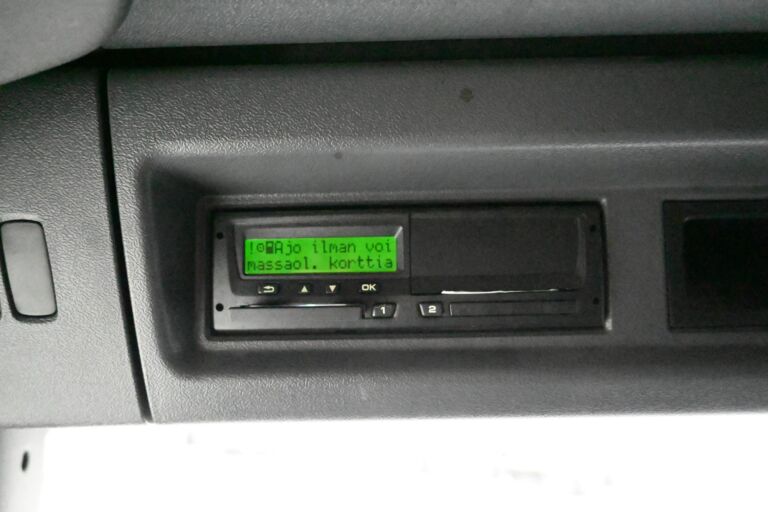 !⊙■Ajo ilman voi
massaol. korttia
OK
1 2